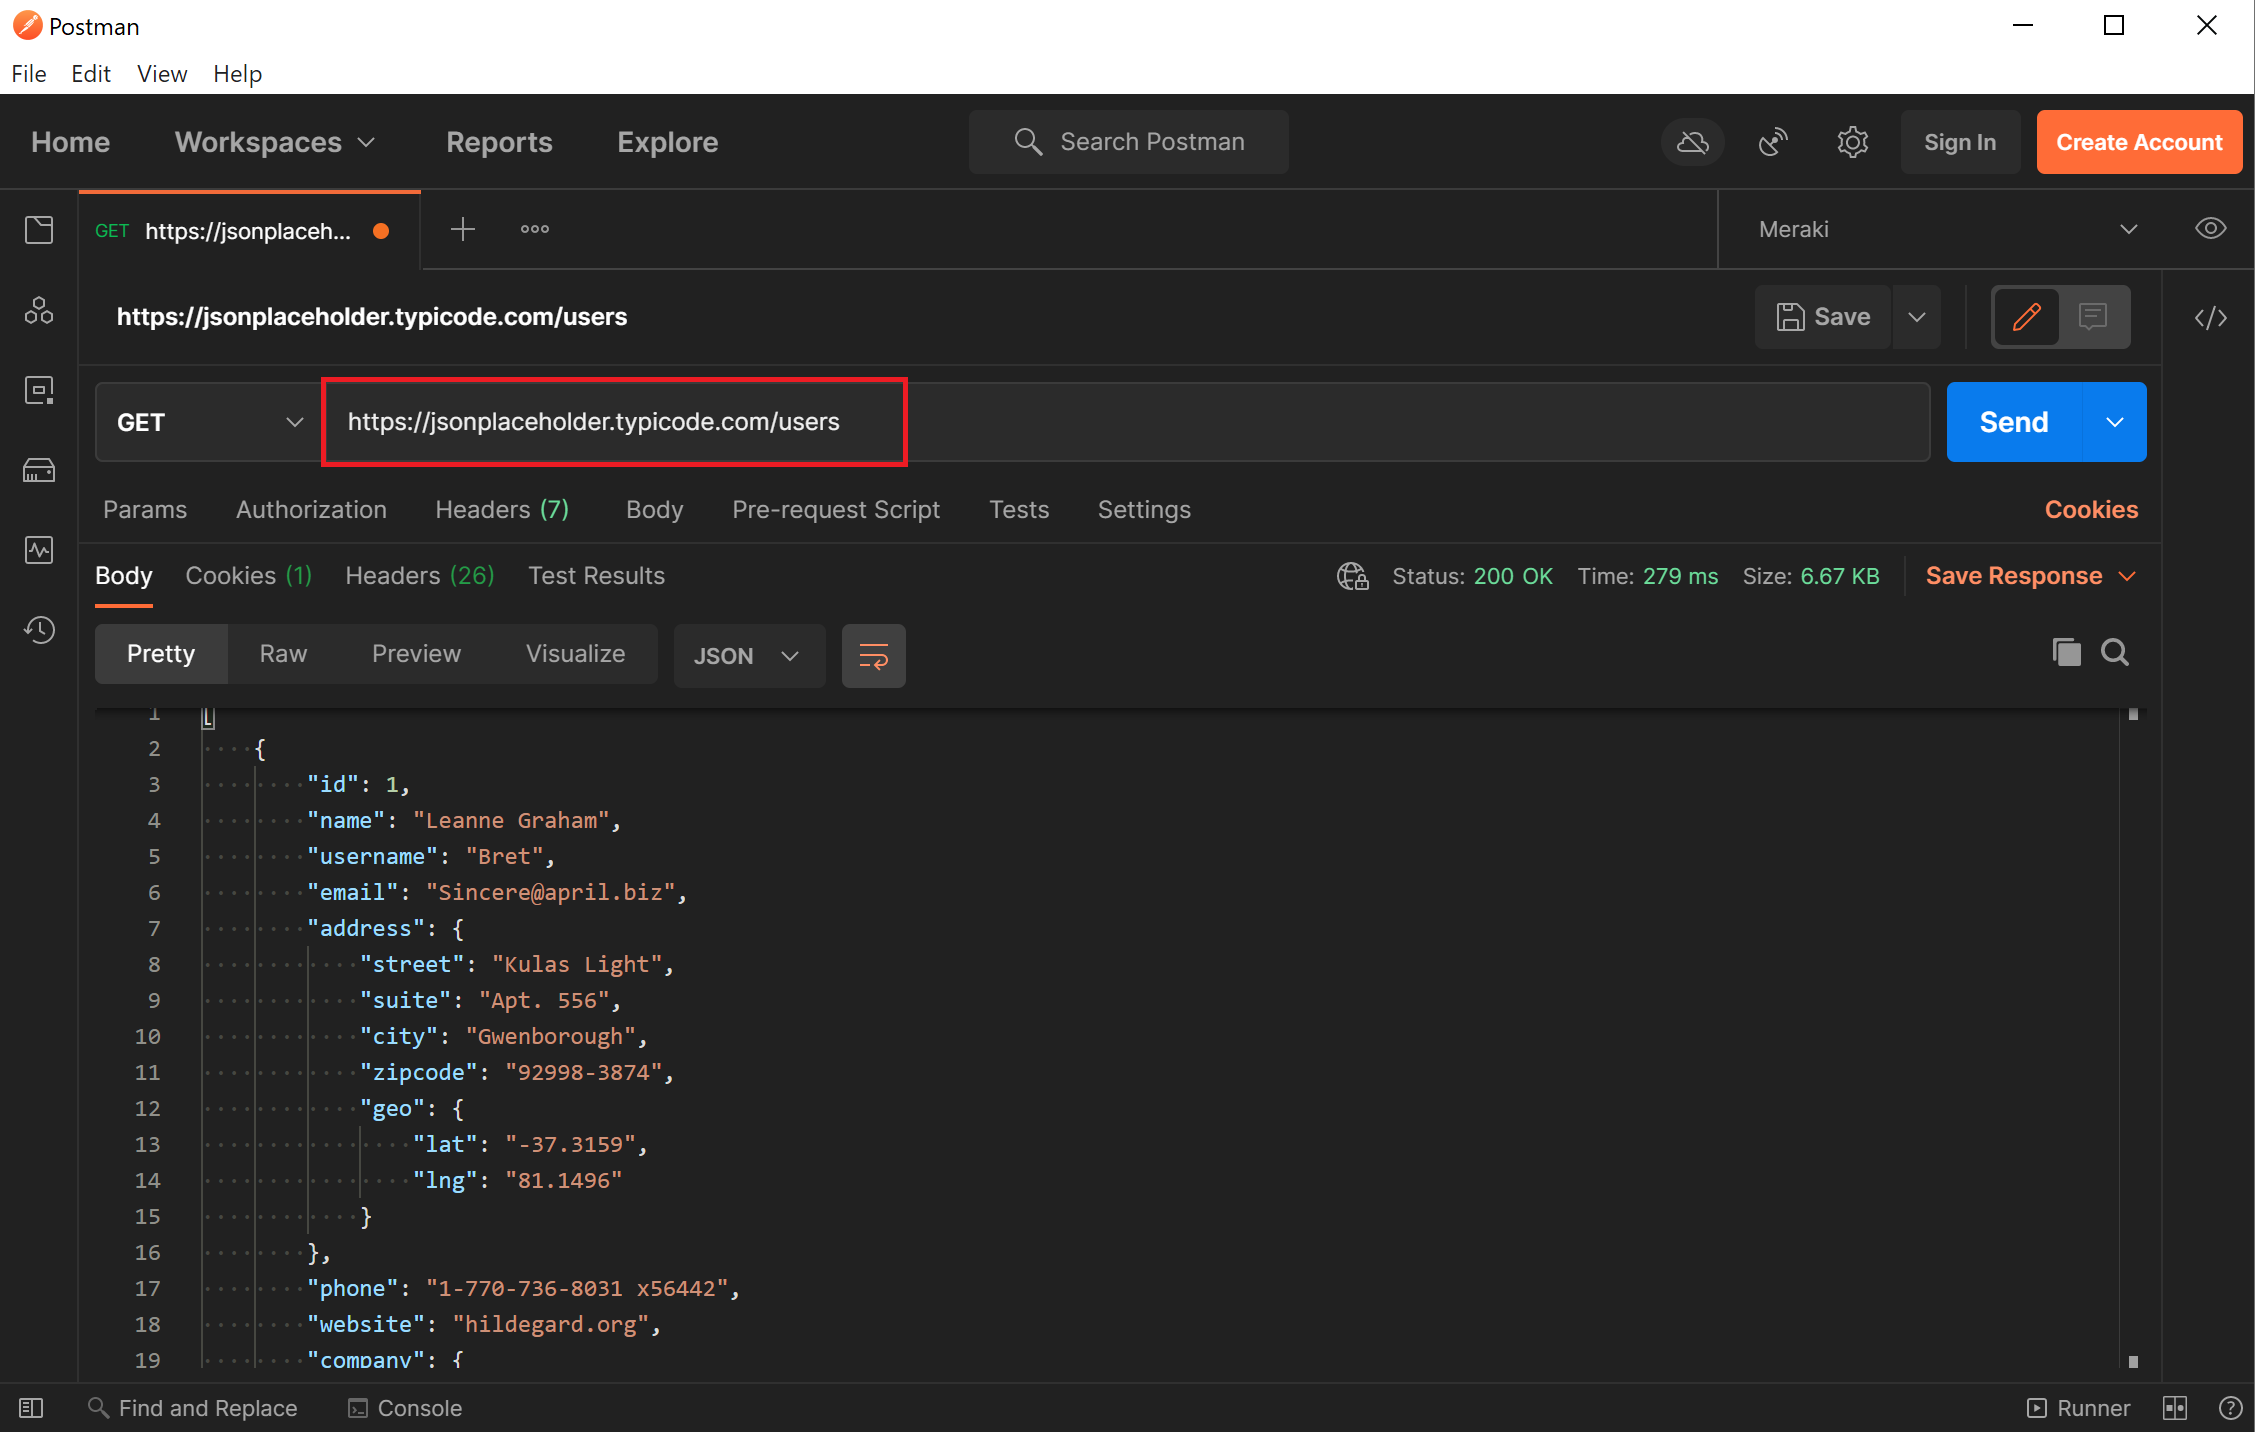 Postman
File Edit View Help
Home Workspaces Reports Explore Search Postman Sign In Create Account
GET https://jsonplaceh... Meraki
https://jsonplaceholder.typicode.com/users Save
GET https://jsonplaceholder.typicode.com/users Send
Params Authorization Headers (7) Body Pre-request Script Tests Settings Cookies
Body Cookies (1) Headers (26) Test Results Status: 200 OK Time: 279 ms Size: 6.67 KB Save Response
Pretty Raw Preview Visualize JSON
1 [
2 {
3 "id": 1,
4 "name": "Leanne Graham",
5 "username": "Bret",
6 "email": "Sincere@april.biz",
7 "address": {
8 "street": "Kulas Light",
9 "suite": "Apt. 556",
10 "city": "Gwenborough",
11 "zipcode": "92998-3874",
12 "geo": {
13 "lat": "-37.3159",
14 "lng": "81.1496"
15 }
16 },
17 "phone": "1-770-736-8031 x56442",
18 "website": "hildegard.org",
19 "company": {
Find and Replace Console Runner